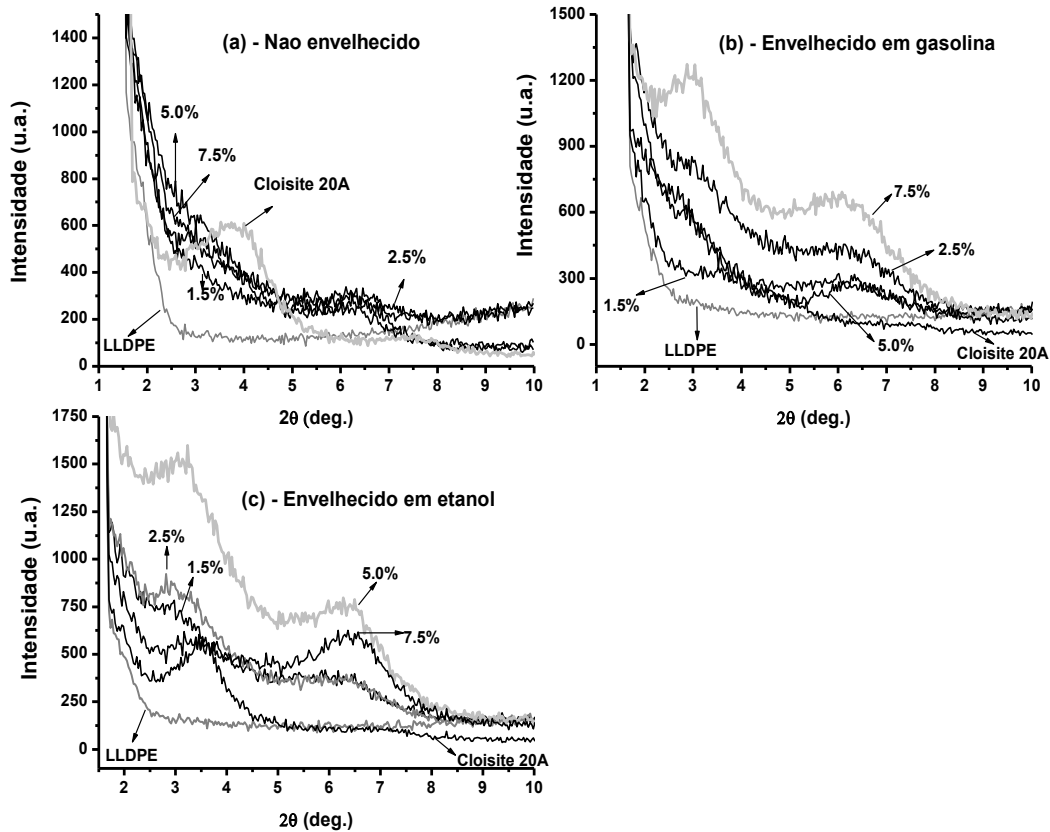 (a) - Nao envelhecido
Intensidade (u.a.)
1400
1200
1000
800
600
400
200
0
5.0%
7.5%
Cloisite 20A
2.5%
1.5%
LLDPE
1 2 3 4 5 6 7 8 9 10
2θ (deg.)
(b) - Envelhecido em gasolina
Intensidade (u.a.)
1500
1200
900
600
300
0
7.5%
2.5%
1.5%
5.0%
LLDPE
Cloisite 20A
1 2 3 4 5 6 7 8 9 10
2θ (deg.)
(c) - Envelhecido em etanol
Intensidade (u.a.)
1750
1500
1250
1000
750
500
250
0
2.5%
1.5%
5.0%
7.5%
LLDPE
Cloisite 20A
2 3 4 5 6 7 8 9 10
2θ (deg.)